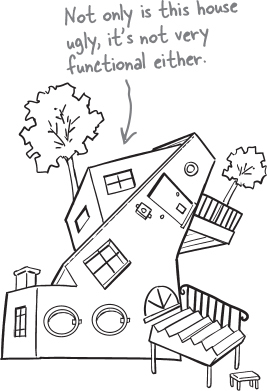 Not only is this house
ugly, it's not very
functional either.